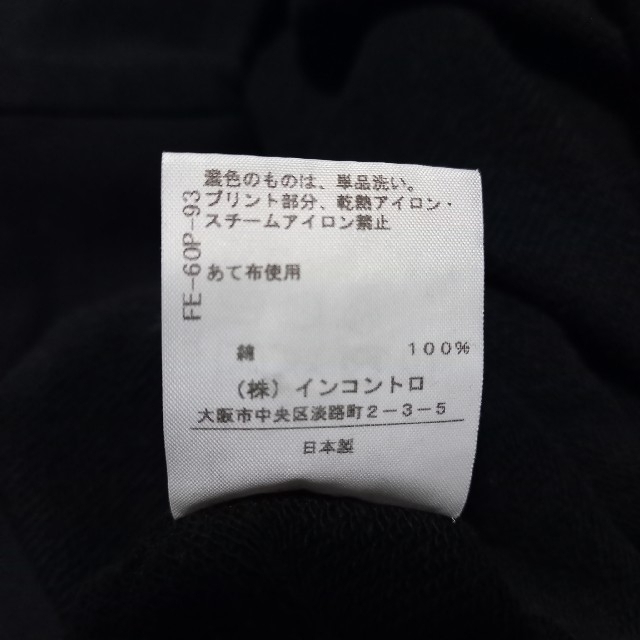 濃色のものは、単品洗い。
プリント部分、乾熱アイロン・
スチームアイロン禁止
あて布使用
FE-60P-93
綿 100%
(株)インコントロ
大阪市中央区淡路町2-3-5
日本製